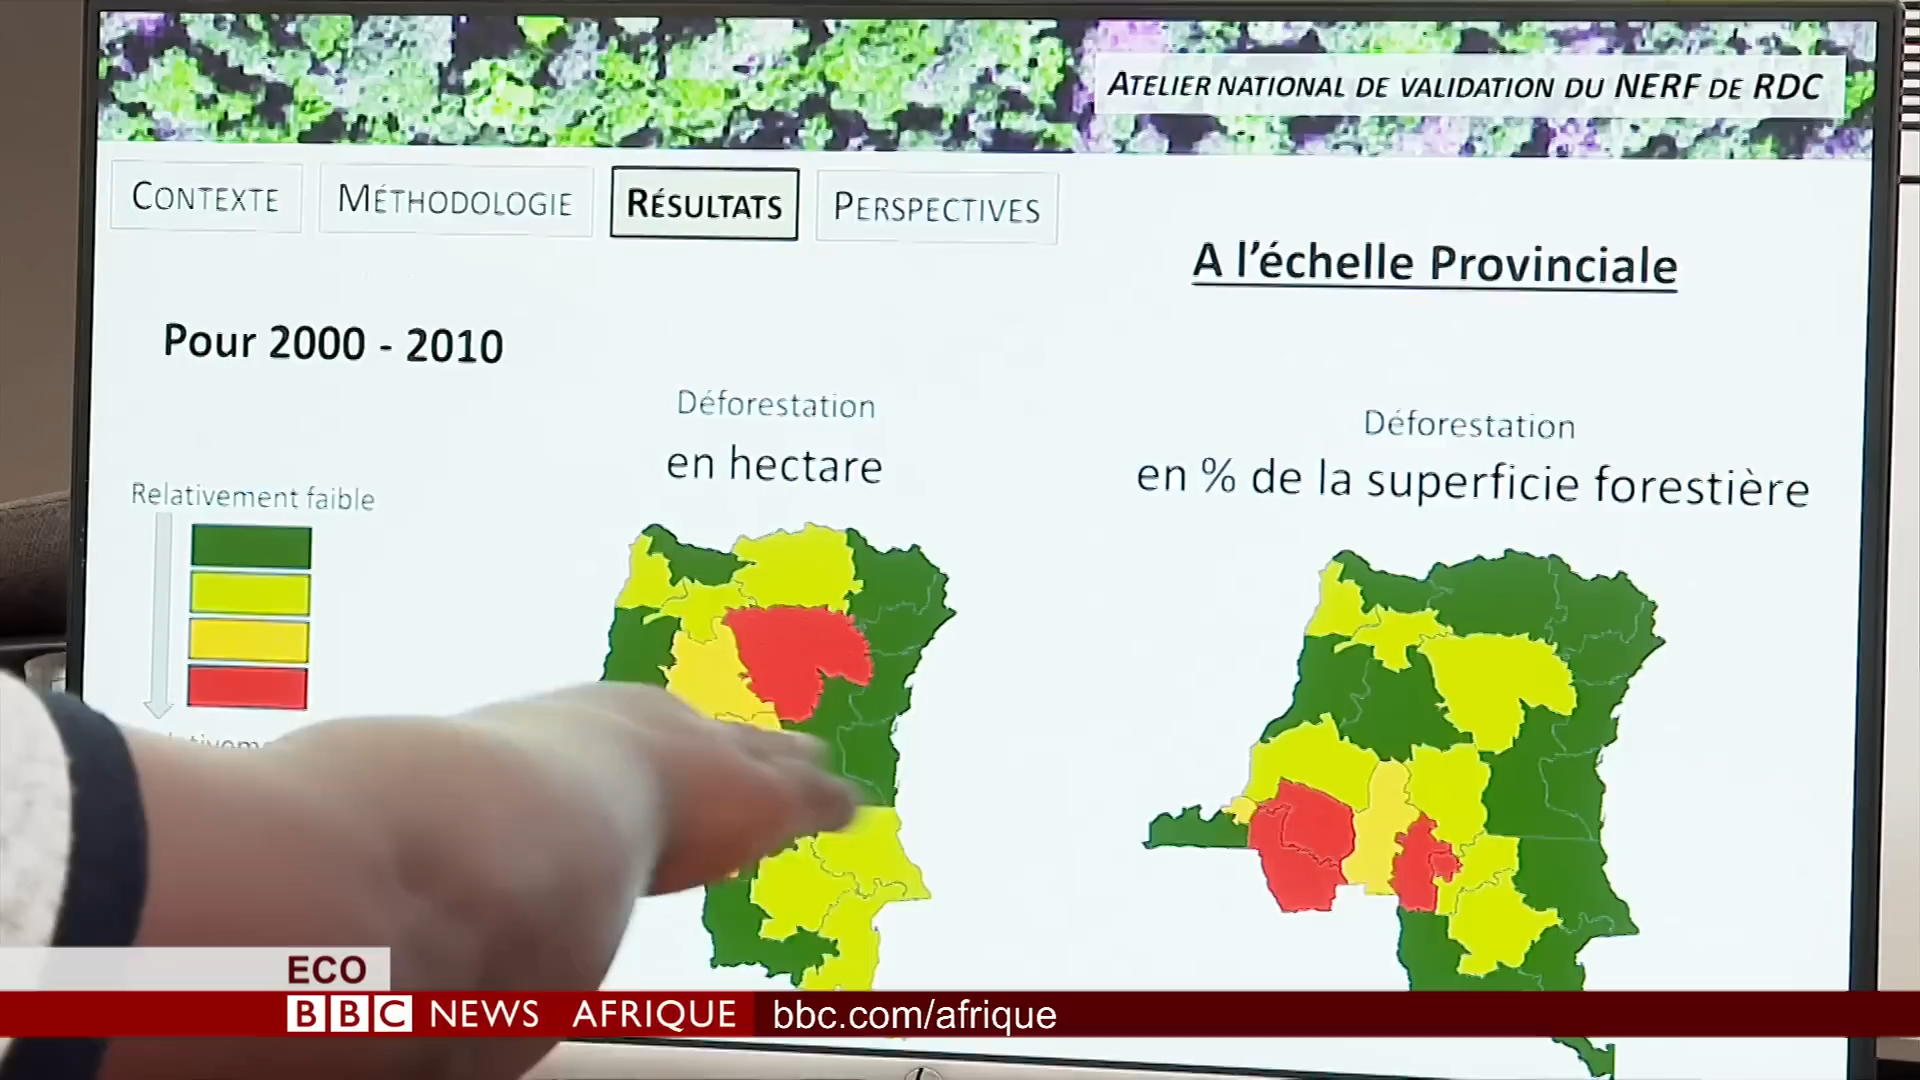 ATELIER NATIONAL DE VALIDATION DU NERF DE RDC
CONTEXTE
MÉTHODOLOGIE
RÉSULTATS
PERSPECTIVES
A l'échelle Provinciale
Pour 2000 - 2010
Déforestation
en hectare
Déforestation
en % de la superficie forestière
Relativement faible
ECO
BBC NEWS AFRIQUE
bbc.com/afrique